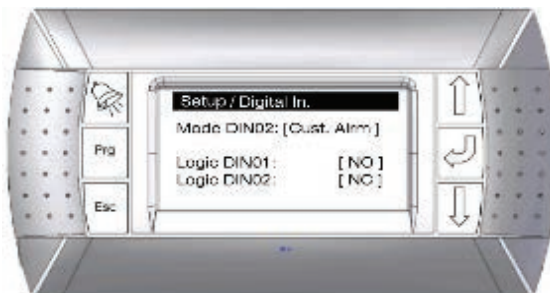 Setup / Digital In.
Mode DIN02: [Cust. Alrm ]
Prg
Logic DIN01: [ NO ]
Logic DIN02: [ NC ]
Esc